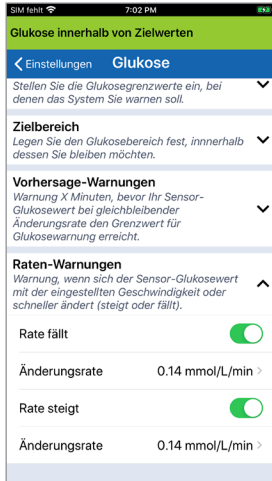 SIM fehlt 7:02 PM
Glukose innerhalb von Zielwerten
Einstellungen Glukose
Stellen Sie die Glukosegrenzwerte ein, bei
denen das System Sie warnen soll.
Zielbereich
Legen Sie den Glukosebereich fest, innnerhalb
dessen Sie bleiben möchten.
Vorhersage-Warnungen
Warnung X Minuten, bevor Ihr Sensor-
Glukosewert bei gleichbleibender
Änderungsrate den Grenzwert für
Glukosewarnung erreicht.
Raten-Warnungen
Warnung, wenn sich der Sensor-Glukosewert
mit der eingestellten Geschwindigkeit oder
schneller ändert (steigt oder fällt).
Rate fällt
Änderungsrate 0.14 mmol/L/min
Rate steigt
Änderungsrate 0.14 mmol/L/min